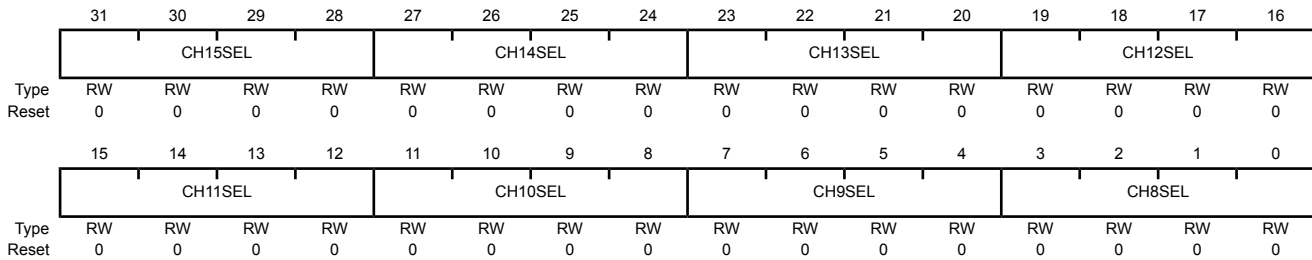 31 30 29 28 27 26 25 24 23 22 21 20 19 18 17 16
CH15SEL CH14SEL CH13SEL CH12SEL
Type RW RW RW RW RW RW RW RW RW RW RW RW RW RW RW RW
Reset 0 0 0 0 0 0 0 0 0 0 0 0 0 0 0 0
15 14 13 12 11 10 9 8 7 6 5 4 3 2 1 0
CH11SEL CH10SEL CH9SEL CH8SEL
Type RW RW RW RW RW RW RW RW RW RW RW RW RW RW RW RW
Reset 0 0 0 0 0 0 0 0 0 0 0 0 0 0 0 0